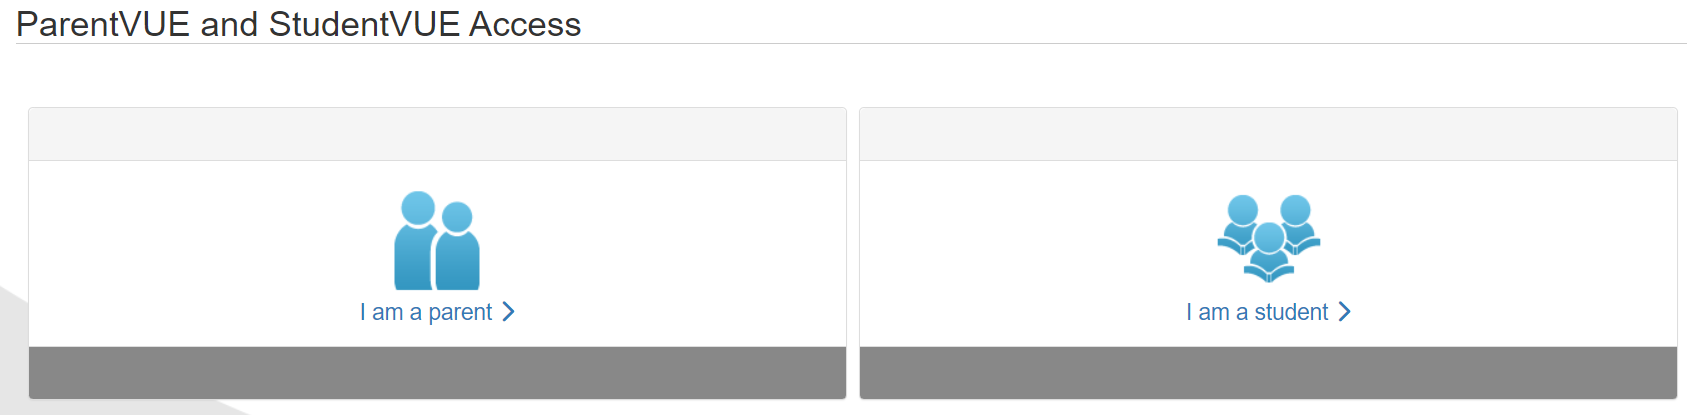 ParentVUE and StudentVUE Access
I am a parent
I am a student